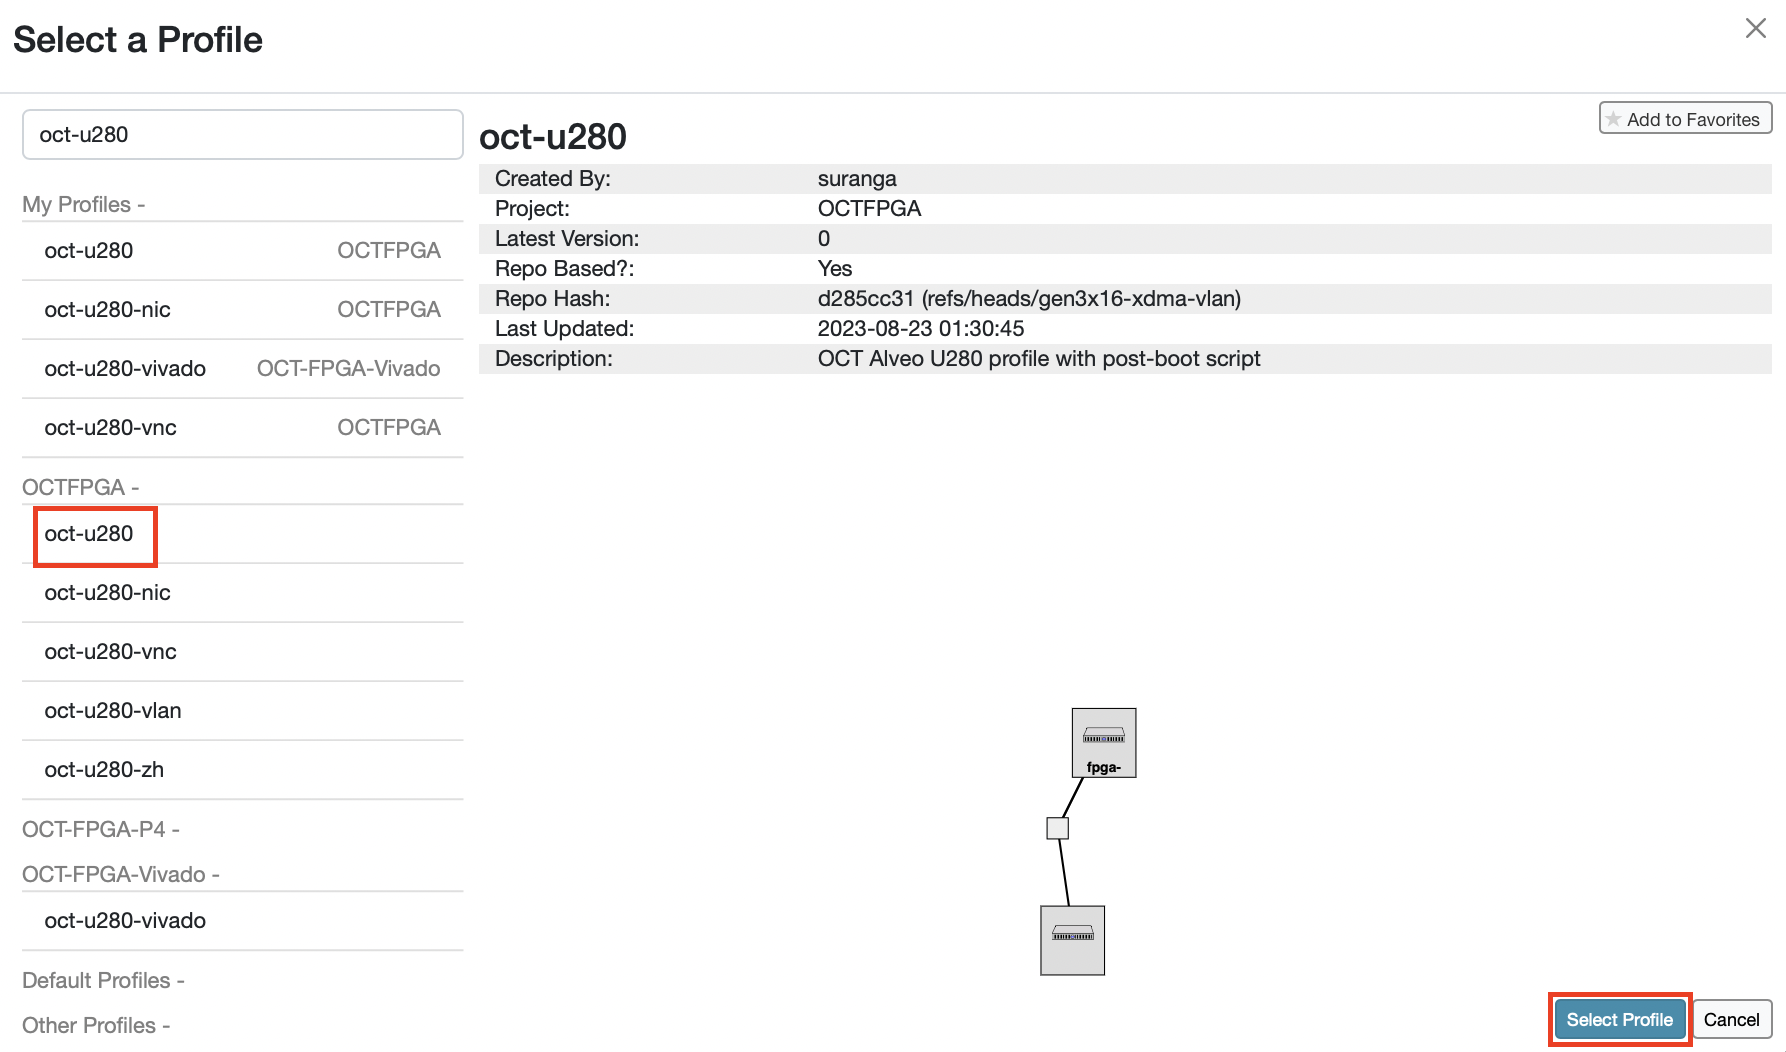 Select a Profile
oct-u280
My Profiles -
oct-u280 OCTFPGA
oct-u280-nic OCTFPGA
oct-u280-vivado OCT-FPGA-Vivado
oct-u280-vnc OCTFPGA
OCTFPGA -
oct-u280
oct-u280-nic
oct-u280-vnc
oct-u280-vlan
oct-u280-zh
OCT-FPGA-P4 -
OCT-FPGA-Vivado -
oct-u280-vivado
Default Profiles -
Other Profiles -
Add to Favorites
oct-u280
Created By: suranga
Project: OCTFPGA
Latest Version: 0
Repo Based?: Yes
Repo Hash: d285cc31 (refs/heads/gen3x16-xdma-vlan)
Last Updated: 2023-08-23 01:30:45
Description: OCT Alveo U280 profile with post-boot script
fpga-
Select Profile Cancel